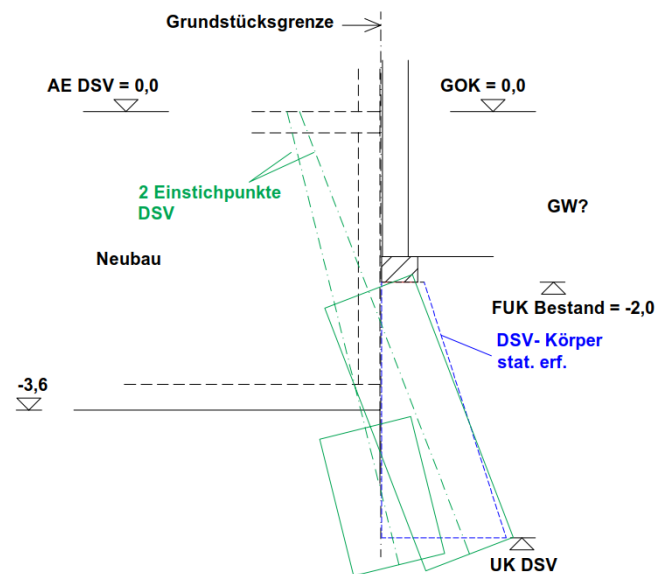 Grundstücksgrenze
AE DSV = 0,0
GOK = 0,0
2 Einstichpunkte
DSV
GW?
Neubau
FUK Bestand = -2,0
DSV- Körper
stat. erf.
-3,6
UK DSV